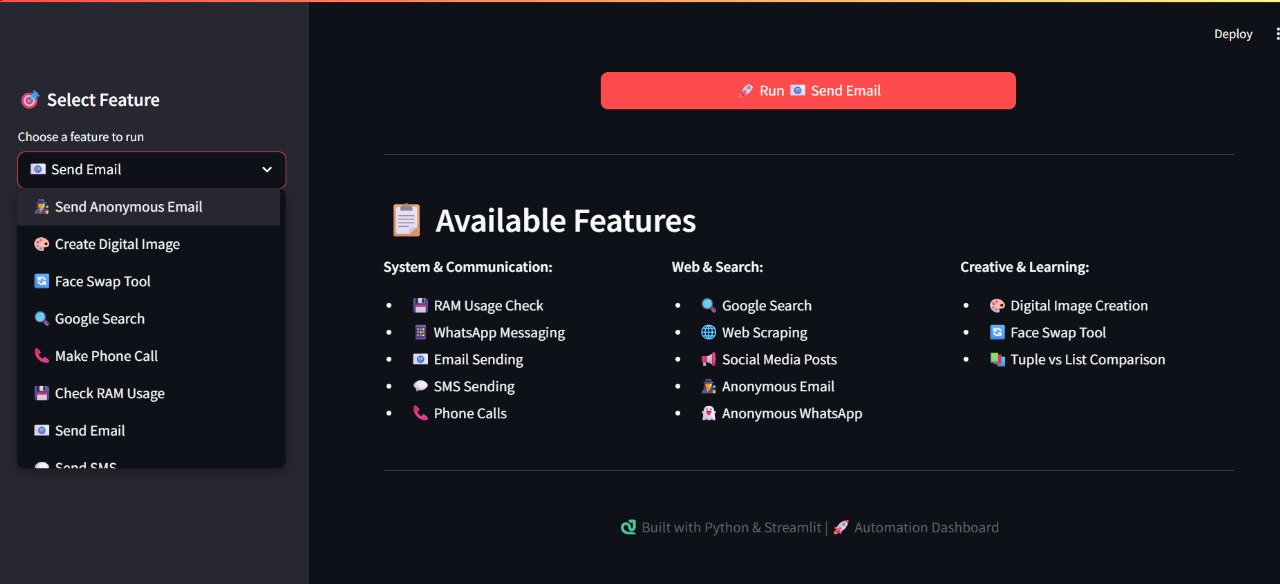 Deploy
Select Feature
Choose a feature to run
Send Email
Send Anonymous Email
Create Digital Image
Face Swap Tool
Google Search
Make Phone Call
Check RAM Usage
Send Email
Send SMS
Run Send Email
Available Features
System & Communication:
RAM Usage Check
WhatsApp Messaging
Email Sending
SMS Sending
Phone Calls
Web & Search:
Google Search
Web Scraping
Social Media Posts
Anonymous Email
Anonymous WhatsApp
Creative & Learning:
Digital Image Creation
Face Swap Tool
Tuple vs List Comparison
Built with Python & Streamlit | Automation Dashboard